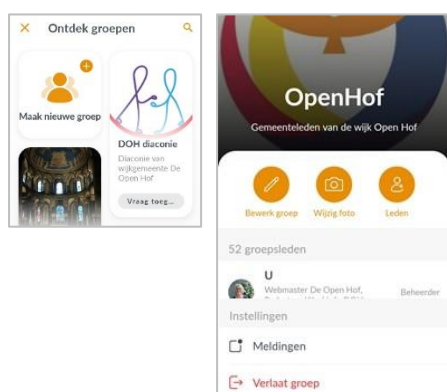 Ontdek groepen
Maak nieuwe groep
DOH diaconie
Diaconie van
wijkgemeente De
Open Hof
Vraag toeg...
OpenHof
Gemeenteleden van de wijk Open Hof
Bewerk groep
Wijzig foto
Leden
52 groepsleden
U
Webmaster De Open Hof,
Beheerder
Instellingen
Meldingen
Verlaat groep